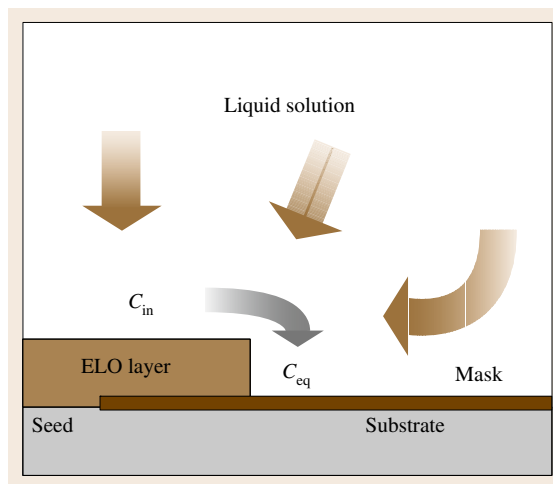 Liquid solution
C_in
ELO layer
C_eq
Mask
Seed
Substrate